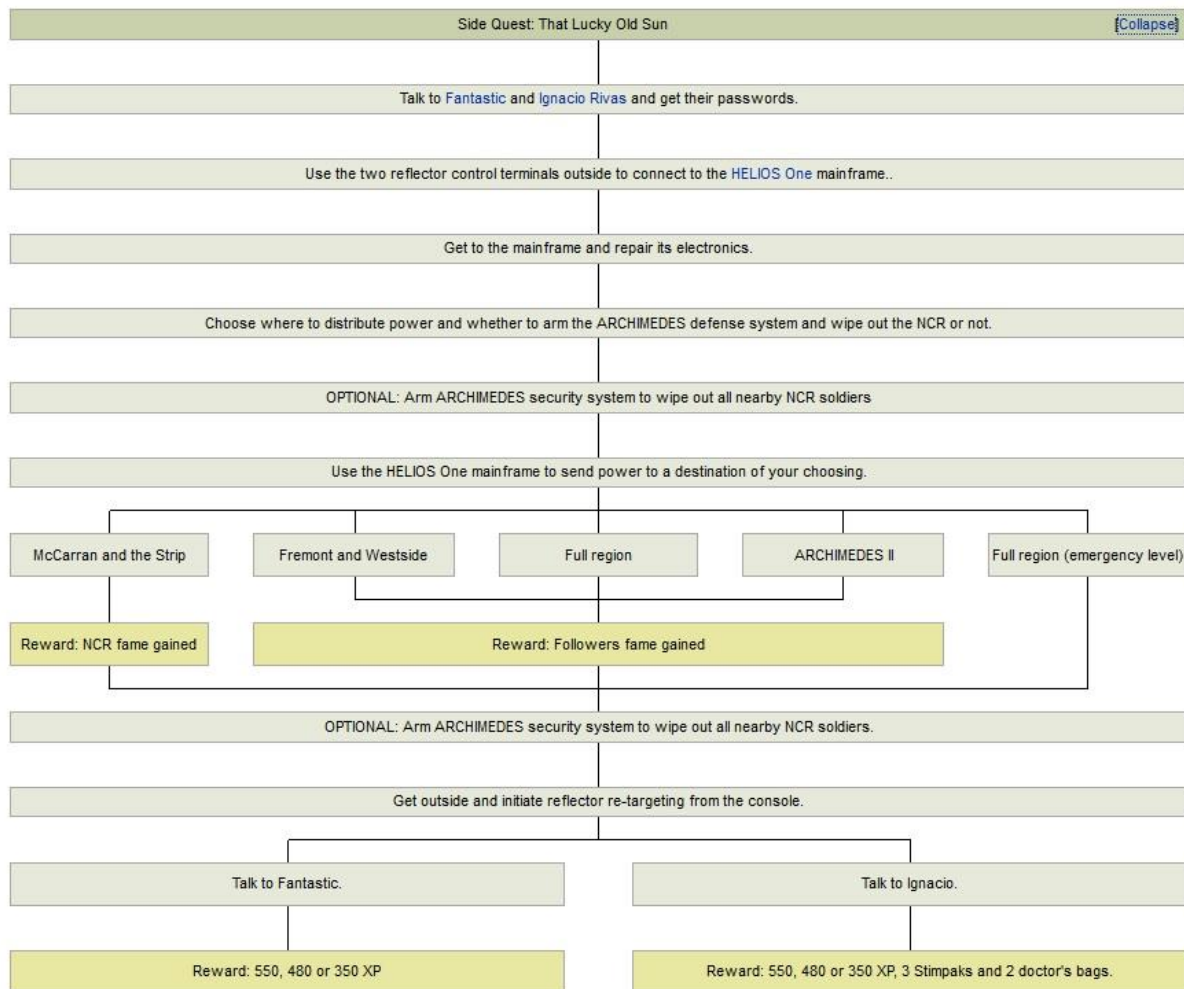 Side Quest: That Lucky Old Sun [Collapse]
Talk to Fantastic and Ignacio Rivas and get their passwords.
Use the two reflector control terminals outside to connect to the HELIOS One mainframe..
Get to the mainframe and repair its electronics.
Choose where to distribute power and whether to arm the ARCHIMEDES defense system and wipe out the NCR or not.
OPTIONAL: Arm ARCHIMEDES security system to wipe out all nearby NCR soldiers
Use the HELIOS One mainframe to send power to a destination of your choosing.
McCarran and the Strip
Fremont and Westside
Full region
ARCHIMEDES II
Full region (emergency level)
Reward: NCR fame gained
Reward: Followers fame gained
OPTIONAL: Arm ARCHIMEDES security system to wipe out all nearby NCR soldiers.
Get outside and initiate reflector re-targeting from the console.
Talk to Fantastic.
Talk to Ignacio.
Reward: 550, 480 or 350 XP
Reward: 550, 480 or 350 XP, 3 Stimpaks and 2 doctor's bags.